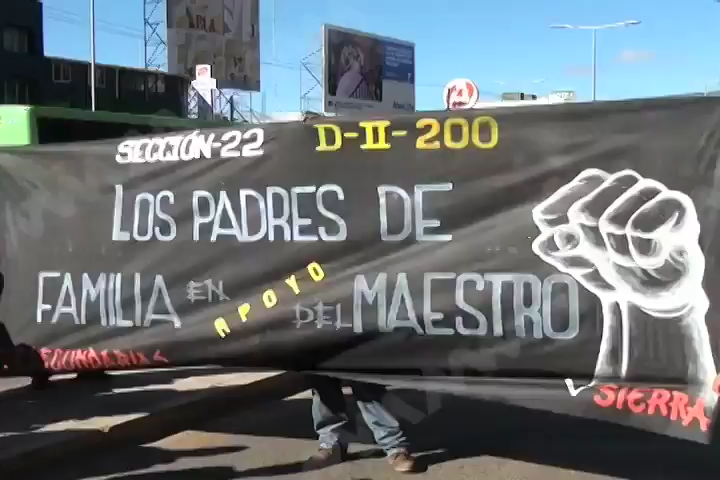 SECCIÓN-22 D-II-200
LOS PADRES DE
FAMILIA EN APOYO DEL MAESTRO
SIERRA